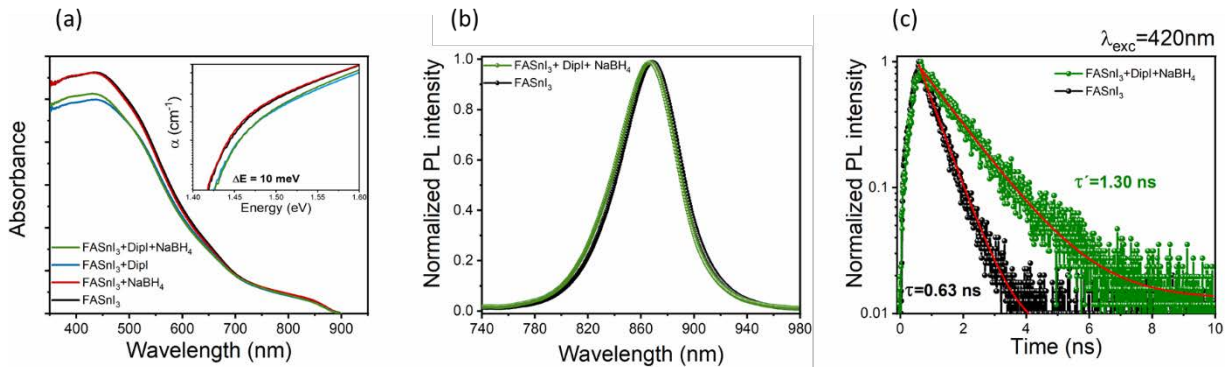 (a)
Absorbance
α (cm⁻¹)
ΔE = 10 meV
1.40 1.45 1.50 1.55 1.60
Energy (eV)
FASnI₃+DipI+NaBH₄
FASnI₃+DipI
FASnI₃+NaBH₄
FASnI₃
400 500 600 700 800 900
Wavelength (nm)
(b)
Normalized PL intensity
1.0
0.8
0.6
0.4
0.2
0.0
FASnI₃+ DipI+ NaBH₄
FASnI₃
740 780 820 860 900 940 980
Wavelength (nm)
(c)
λexc=420nm
Normalized PL intensity
1
0.1
0.01
FASnI₃+DipI+NaBH₄
FASnI₃
τ´=1.30 ns
τ=0.63 ns
0 2 4 6 8 10
Time (ns)